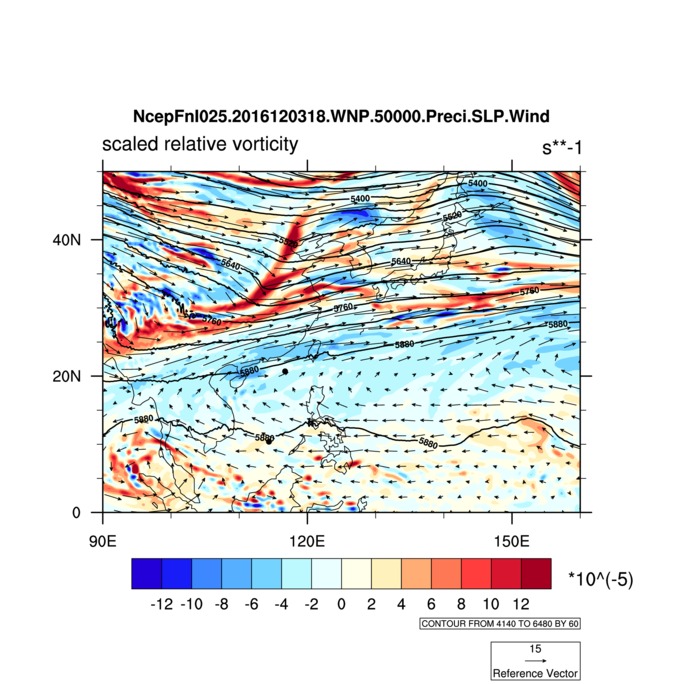 NcepFnl025.2016120318.WNP.50000.Preci.SLP.Wind
scaled relative vorticity
s**-1
5400
5400
5520
5520
40N
5640
5640
5760
5760
5760
5880
5880
5880
20N
5880
5880
5880
0
90E
120E
150E
-12 -10 -8 -6 -4 -2 0 2 4 6 8 10 12
*10^(-5)
CONTOUR FROM 4140 TO 6480 BY 60
15
Reference Vector